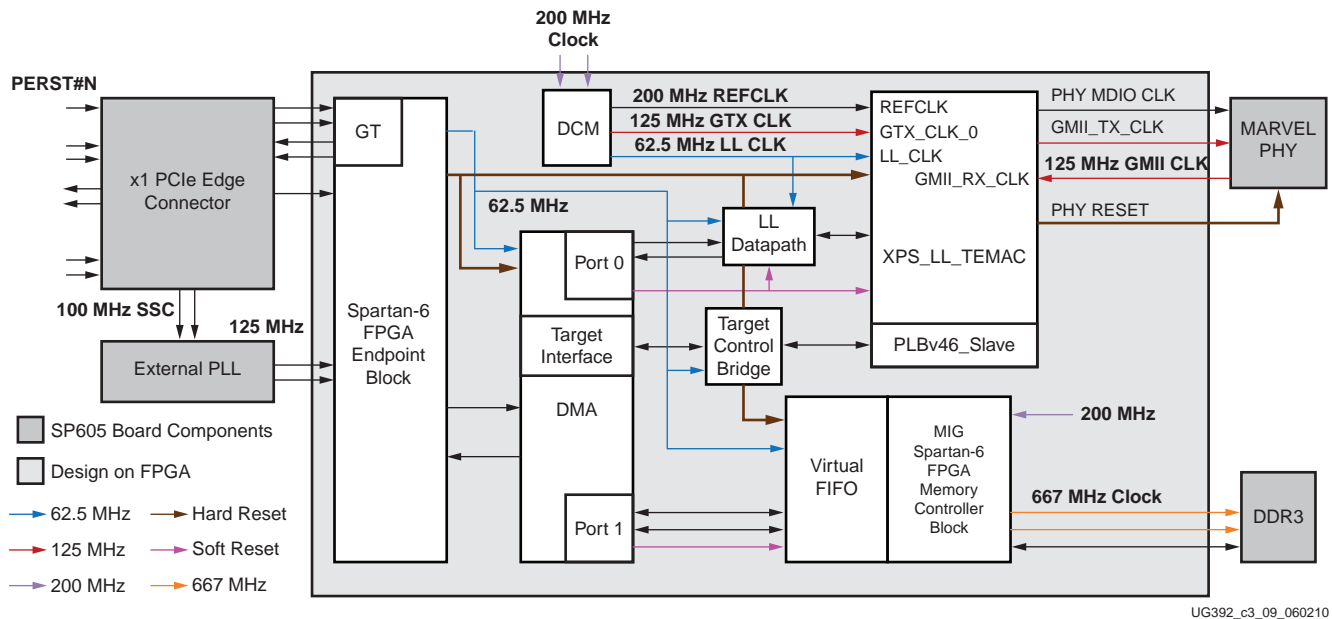 200 MHz
Clock
PERST#N
GT
x1 PCIe Edge
Connector
DCM
200 MHz REFCLK
125 MHz GTX CLK
62.5 MHz LL CLK
REFCLK
GTX_CLK_0
LL_CLK
GMII_RX_CLK
PHY MDIO CLK
GMII_TX_CLK
125 MHz GMII CLK
PHY RESET
MARVEL
PHY
62.5 MHz
LL
Datapath
XPS_LL_TEMAC
Port 0
100 MHz SSC
125 MHz
Spartan-6
FPGA
Endpoint
Block
Target
Interface
Target
Control
Bridge
PLBv46_Slave
External PLL
DMA
200 MHz
SP605 Board Components
Design on FPGA
Virtual
FIFO
MIG
Spartan-6
FPGA
Memory
Controller
Block
667 MHz Clock
DDR3
Port 1
62.5 MHz
Hard Reset
125 MHz
Soft Reset
200 MHz
667 MHz
UG392_c3_09_060210